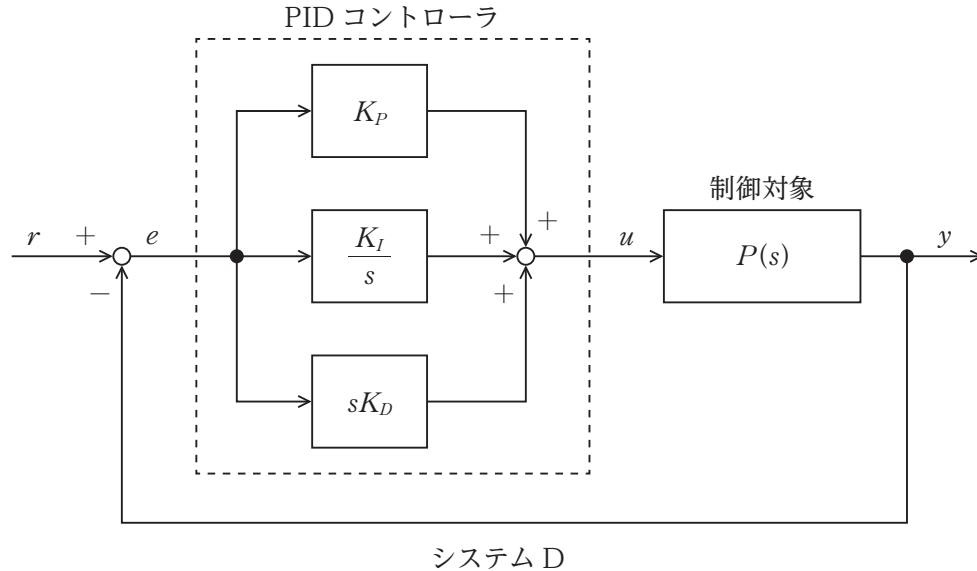 PID コントローラ
K_P
制御対象
r + e K_I/s + + u P(s) y
− +
sK_D
システム D